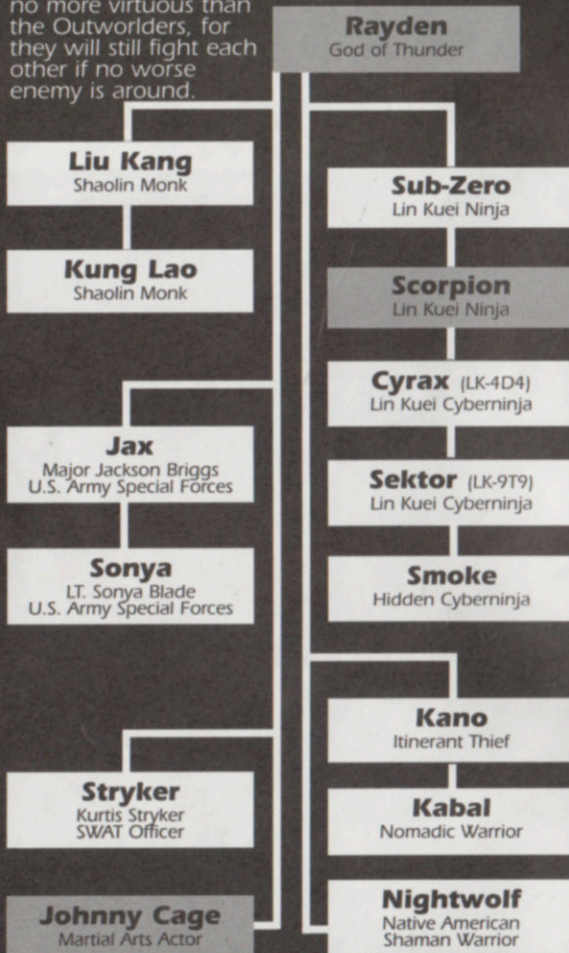 no more virtuous than
the Outworlders, for
they will still fight each
other if no worse
enemy is around.
Rayden
God of Thunder
Liu Kang
Shaolin Monk
Kung Lao
Shaolin Monk
Jax
Major Jackson Briggs
U.S. Army Special Forces
Sonya
LT. Sonya Blade
U.S. Army Special Forces
Stryker
Kurtis Stryker
SWAT Officer
Johnny Cage
Martial Arts Actor
Sub-Zero
Lin Kuei Ninja
Scorpion
Lin Kuei Ninja
Cyrax (LK-4D4)
Lin Kuei Cyberninja
Sektor (LK-9T9)
Lin Kuei Cyberninja
Smoke
Hidden Cyberninja
Kano
Itinerant Thief
Kabal
Nomadic Warrior
Nightwolf
Native American
Shaman Warrior